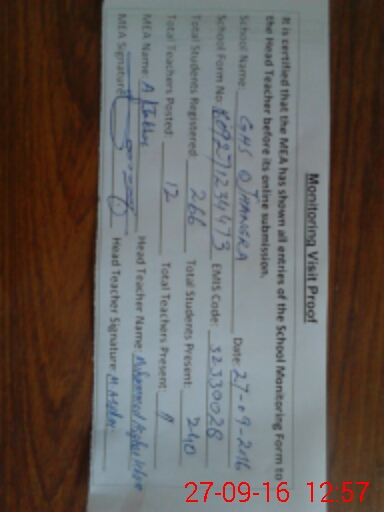 Monitoring Visit Proof
It is certified that the MEA has shown all entries of the School Monitoring Form to
the Head Teacher before its online submission.
School Name: GHS Date 27-09-2016
School Form No: EMIS Code: 32330028
Total Students Registered: 266 Total Students Present: 240
Total Teachers Posted: 12 Total Teachers Present 9
MEA Name: Head Teacher Name Muhammad
MEA Signature: Head Teacher Signature:
27-09-16 12:57